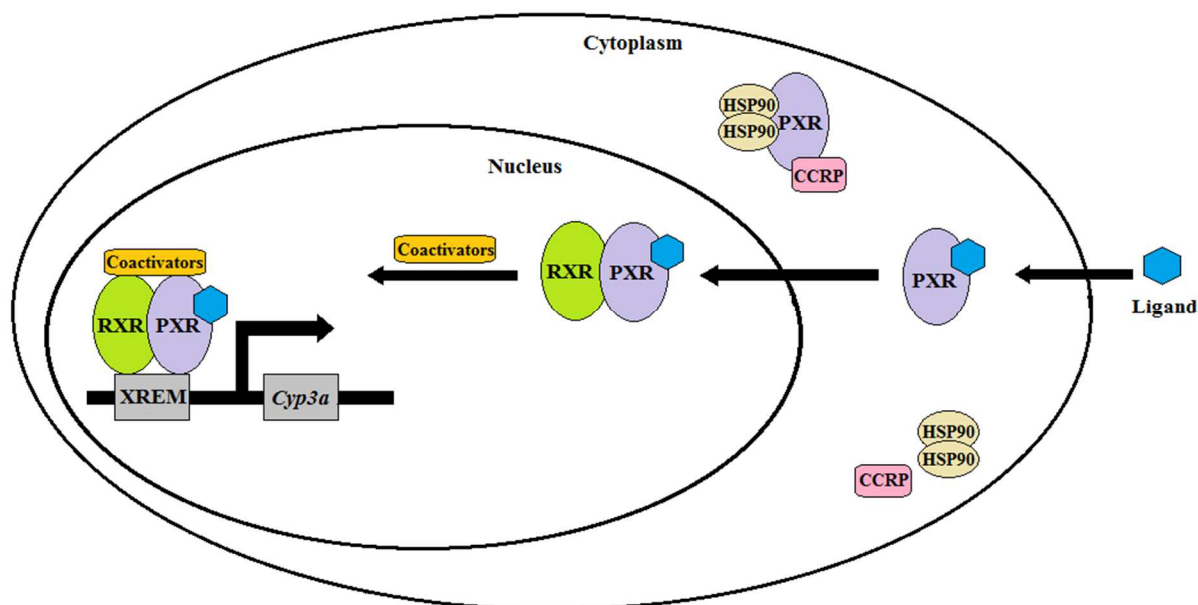 Cytoplasm
HSP90
HSP90
PXR
CCRP
Nucleus
Coactivators
RXR
PXR
PXR
Ligand
Coactivators
RXR
PXR
XREM
Cyp3a
HSP90
HSP90
CCRP